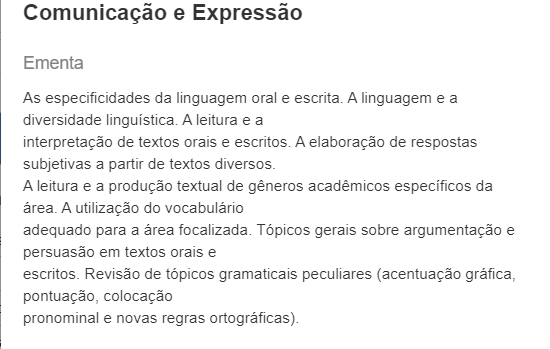 Comunicação e Expressão
Ementa
As especificidades da linguagem oral e escrita. A linguagem e a
diversidade linguística. A leitura e a
interpretação de textos orais e escritos. A elaboração de respostas
subjetivas a partir de textos diversos.
A leitura e a produção textual de gêneros acadêmicos específicos da
área. A utilização do vocabulário
adequado para a área focalizada. Tópicos gerais sobre argumentação e
persuasão em textos orais e
escritos. Revisão de tópicos gramaticais peculiares (acentuação gráfica,
pontuação, colocação
pronominal e novas regras ortográficas).